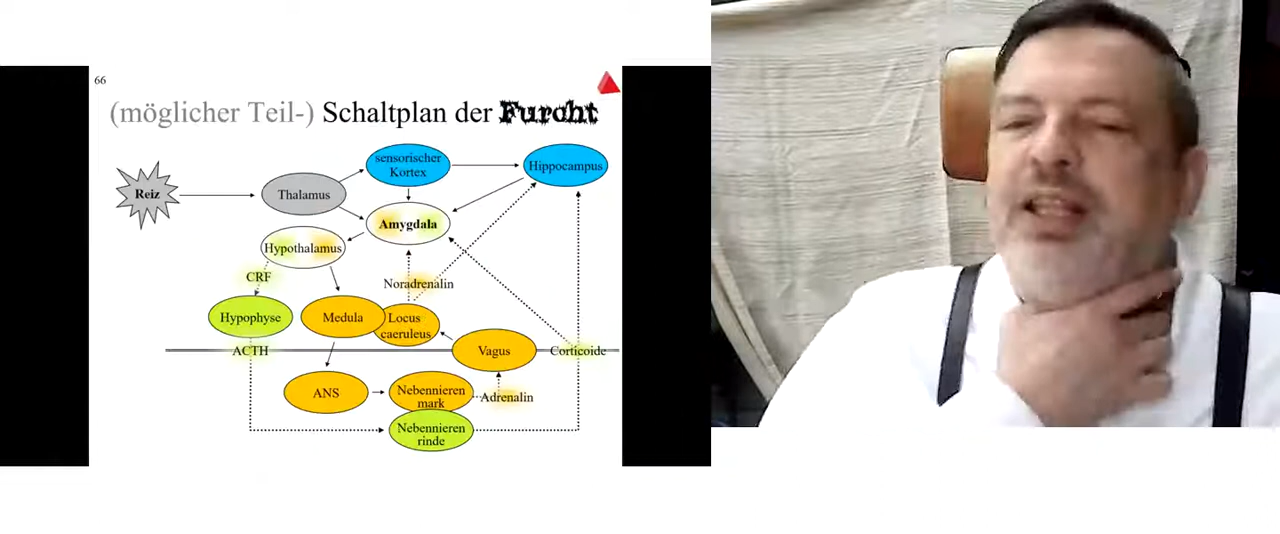 66
(möglicher Teil-) Schaltplan der Furcht
sensorischer
Kortex
Hippocampus
Reiz
Thalamus
Amygdala
Hypothalamus
CRF
Noradrenalin
Hypophyse
Medula
Locus
caeruleus
ACTH
Vagus
Corticoide
ANS
Nebennieren
mark
Adrenalin
Nebennieren
rinde